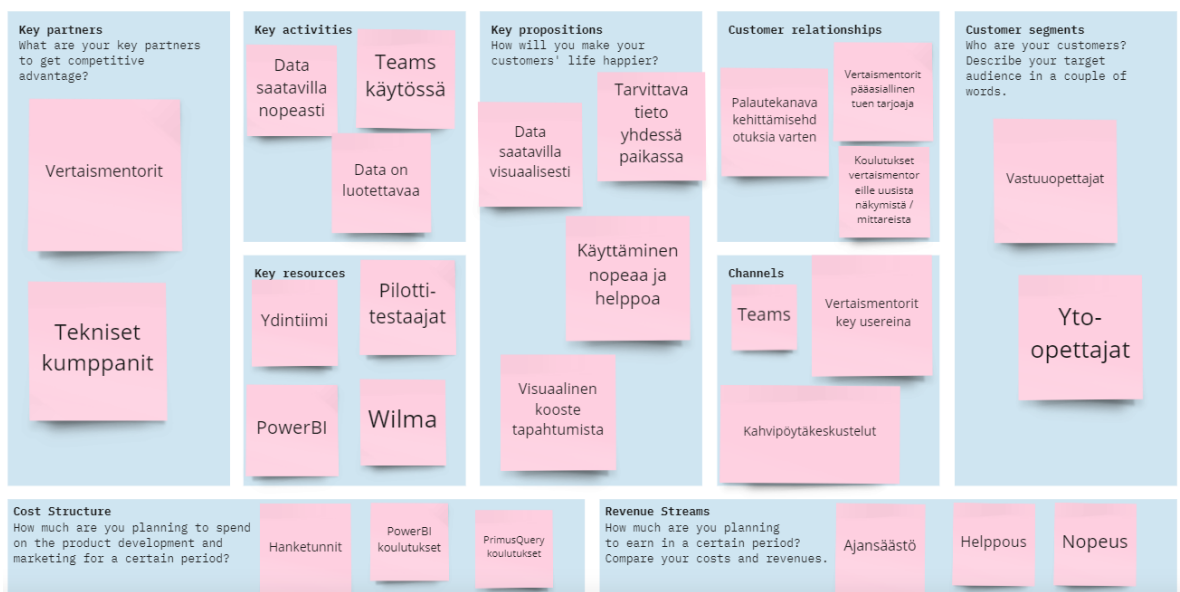 Key partners
What are your key partners
to get competitive
advantage?
Vertaismentorit
Tekniset
kumppanit
Key activities
Data
saatavilla
nopeasti
Teams
käytössä
Data on
luotettavaa
Key resources
Ydintiimi
Pilotti-
testaajat
PowerBI
Wilma
Key propositions
How will you make your
customers' life happier?
Data
saatavilla
visuaalisesti
Tarvittava
tieto
yhdessä
paikassa
Käyttäminen
nopeaa ja
helppoa
Visuaalinen
kooste
tapahtumista
Customer relationships
Palautekanava
kehittämisehd
otuksia varten
Vertaismentorit
pääasiallinen
tuen tarjoaja
Koulutukset
vertaismentor
eille uusista
näkymistä /
mittareista
Channels
Teams
Vertaismentorit
key usereina
Kahvipöytäkeskustelut
Customer segments
Who are your customers?
Describe your target
audience in a couple of
words.
Vastuuopettajat
Yto-
opettajat
Cost Structure
How much are you planning to spend
on the product development and
marketing for a certain period?
Hanketunnit
PowerBI
koulutukset
PrimusQuery
koulutukset
Revenue Streams
How much are you planning
to earn in a certain period?
Compare your costs and revenues.
Ajansäästö
Helppous
Nopeus